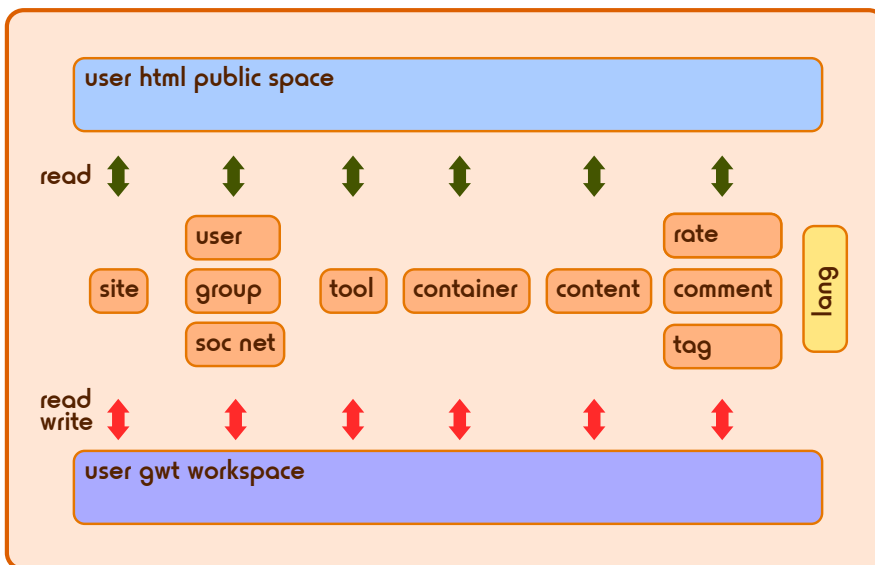 user html public space
read
user
rate
site
group
tool
container
content
comment
lang
soc net
tag
read
write
user gwt workspace